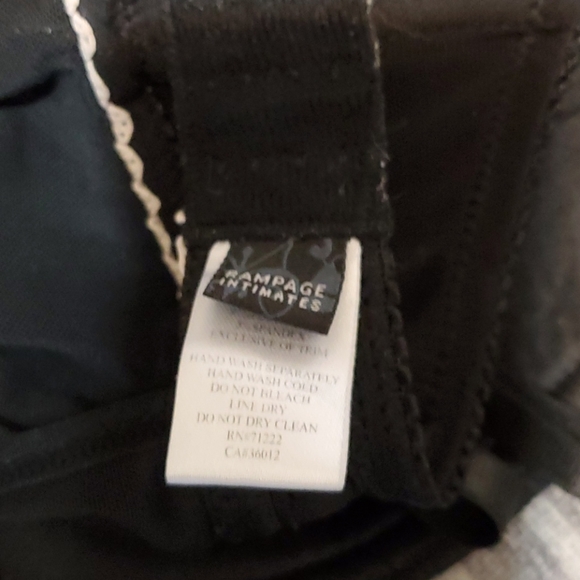 RAMPAGE
INTIMATES
SPANDEX
EXCLUSIVE OF TRIM
HAND WASH SEPARATELY
HAND WASH COLD
DO NOT BLEACH
LINE DRY
DO NOT DRY CLEAN
RN#71222
CA#36012